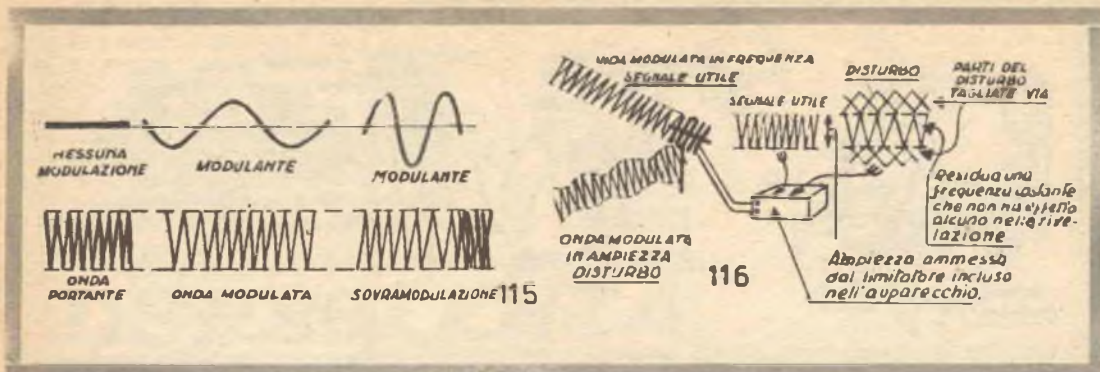 NESSUNA
MODULAZIONE
MODULANTE
MODULANTE
ONDA
PORTANTE
ONDA MODULATA
SOVRAMODULAZIONE
115
ONDA MODULATA IN FREQUENZA
SEGNALE UTILE
SEGNALE UTILE
DISTURBO
PARTI DEL
DISTURBO
TAGLIATE VIA
ONDA MODULATA
IN AMPIEZZA
DISTURBO
116
Residua una
frequenza costante
che non ha effetto
alcuno nella rive-
lazione
Ampiezza ammessa
dal limitatore incluso
nell'apparecchio.